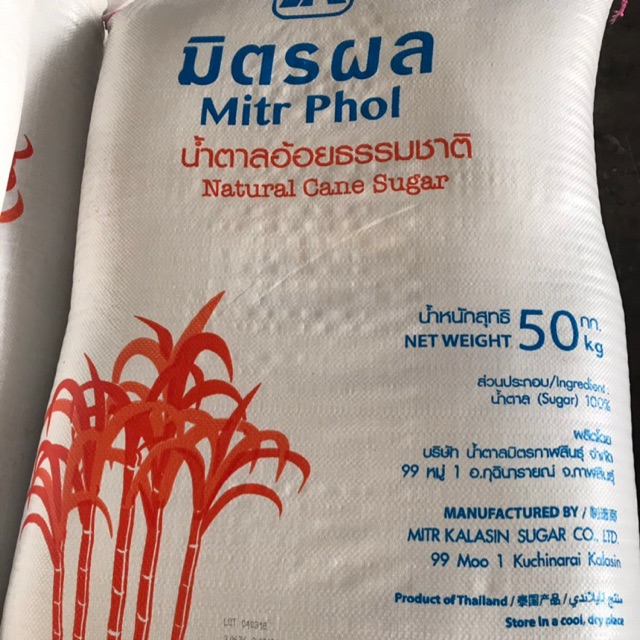 มิตรผล
Mitr Phol
น้ำตาลอ้อยธรรมชาติ
Natural Cane Sugar
น้ำหนักสุทธิ 50 กก.
NET WEIGHT kg
ส่วนประกอบ/Ingredient :
น้ำตาล (Sugar) 100%
ผลิตโดย
บริษัท น้ำตาลมิตรกาฬสินธุ์ จำกัด
99 หมู่ 1 อ.กุฉินารายณ์ จ.กาฬสินธุ์
MANUFACTURED BY / 制造商
MITR KALASIN SUGAR CO., LTD.
99 Moo 1 Kuchinarai Kalasin
Product of Thailand / 泰国产品 / منتج تايلاندي
Store in a cool, dry place
LOT 040318